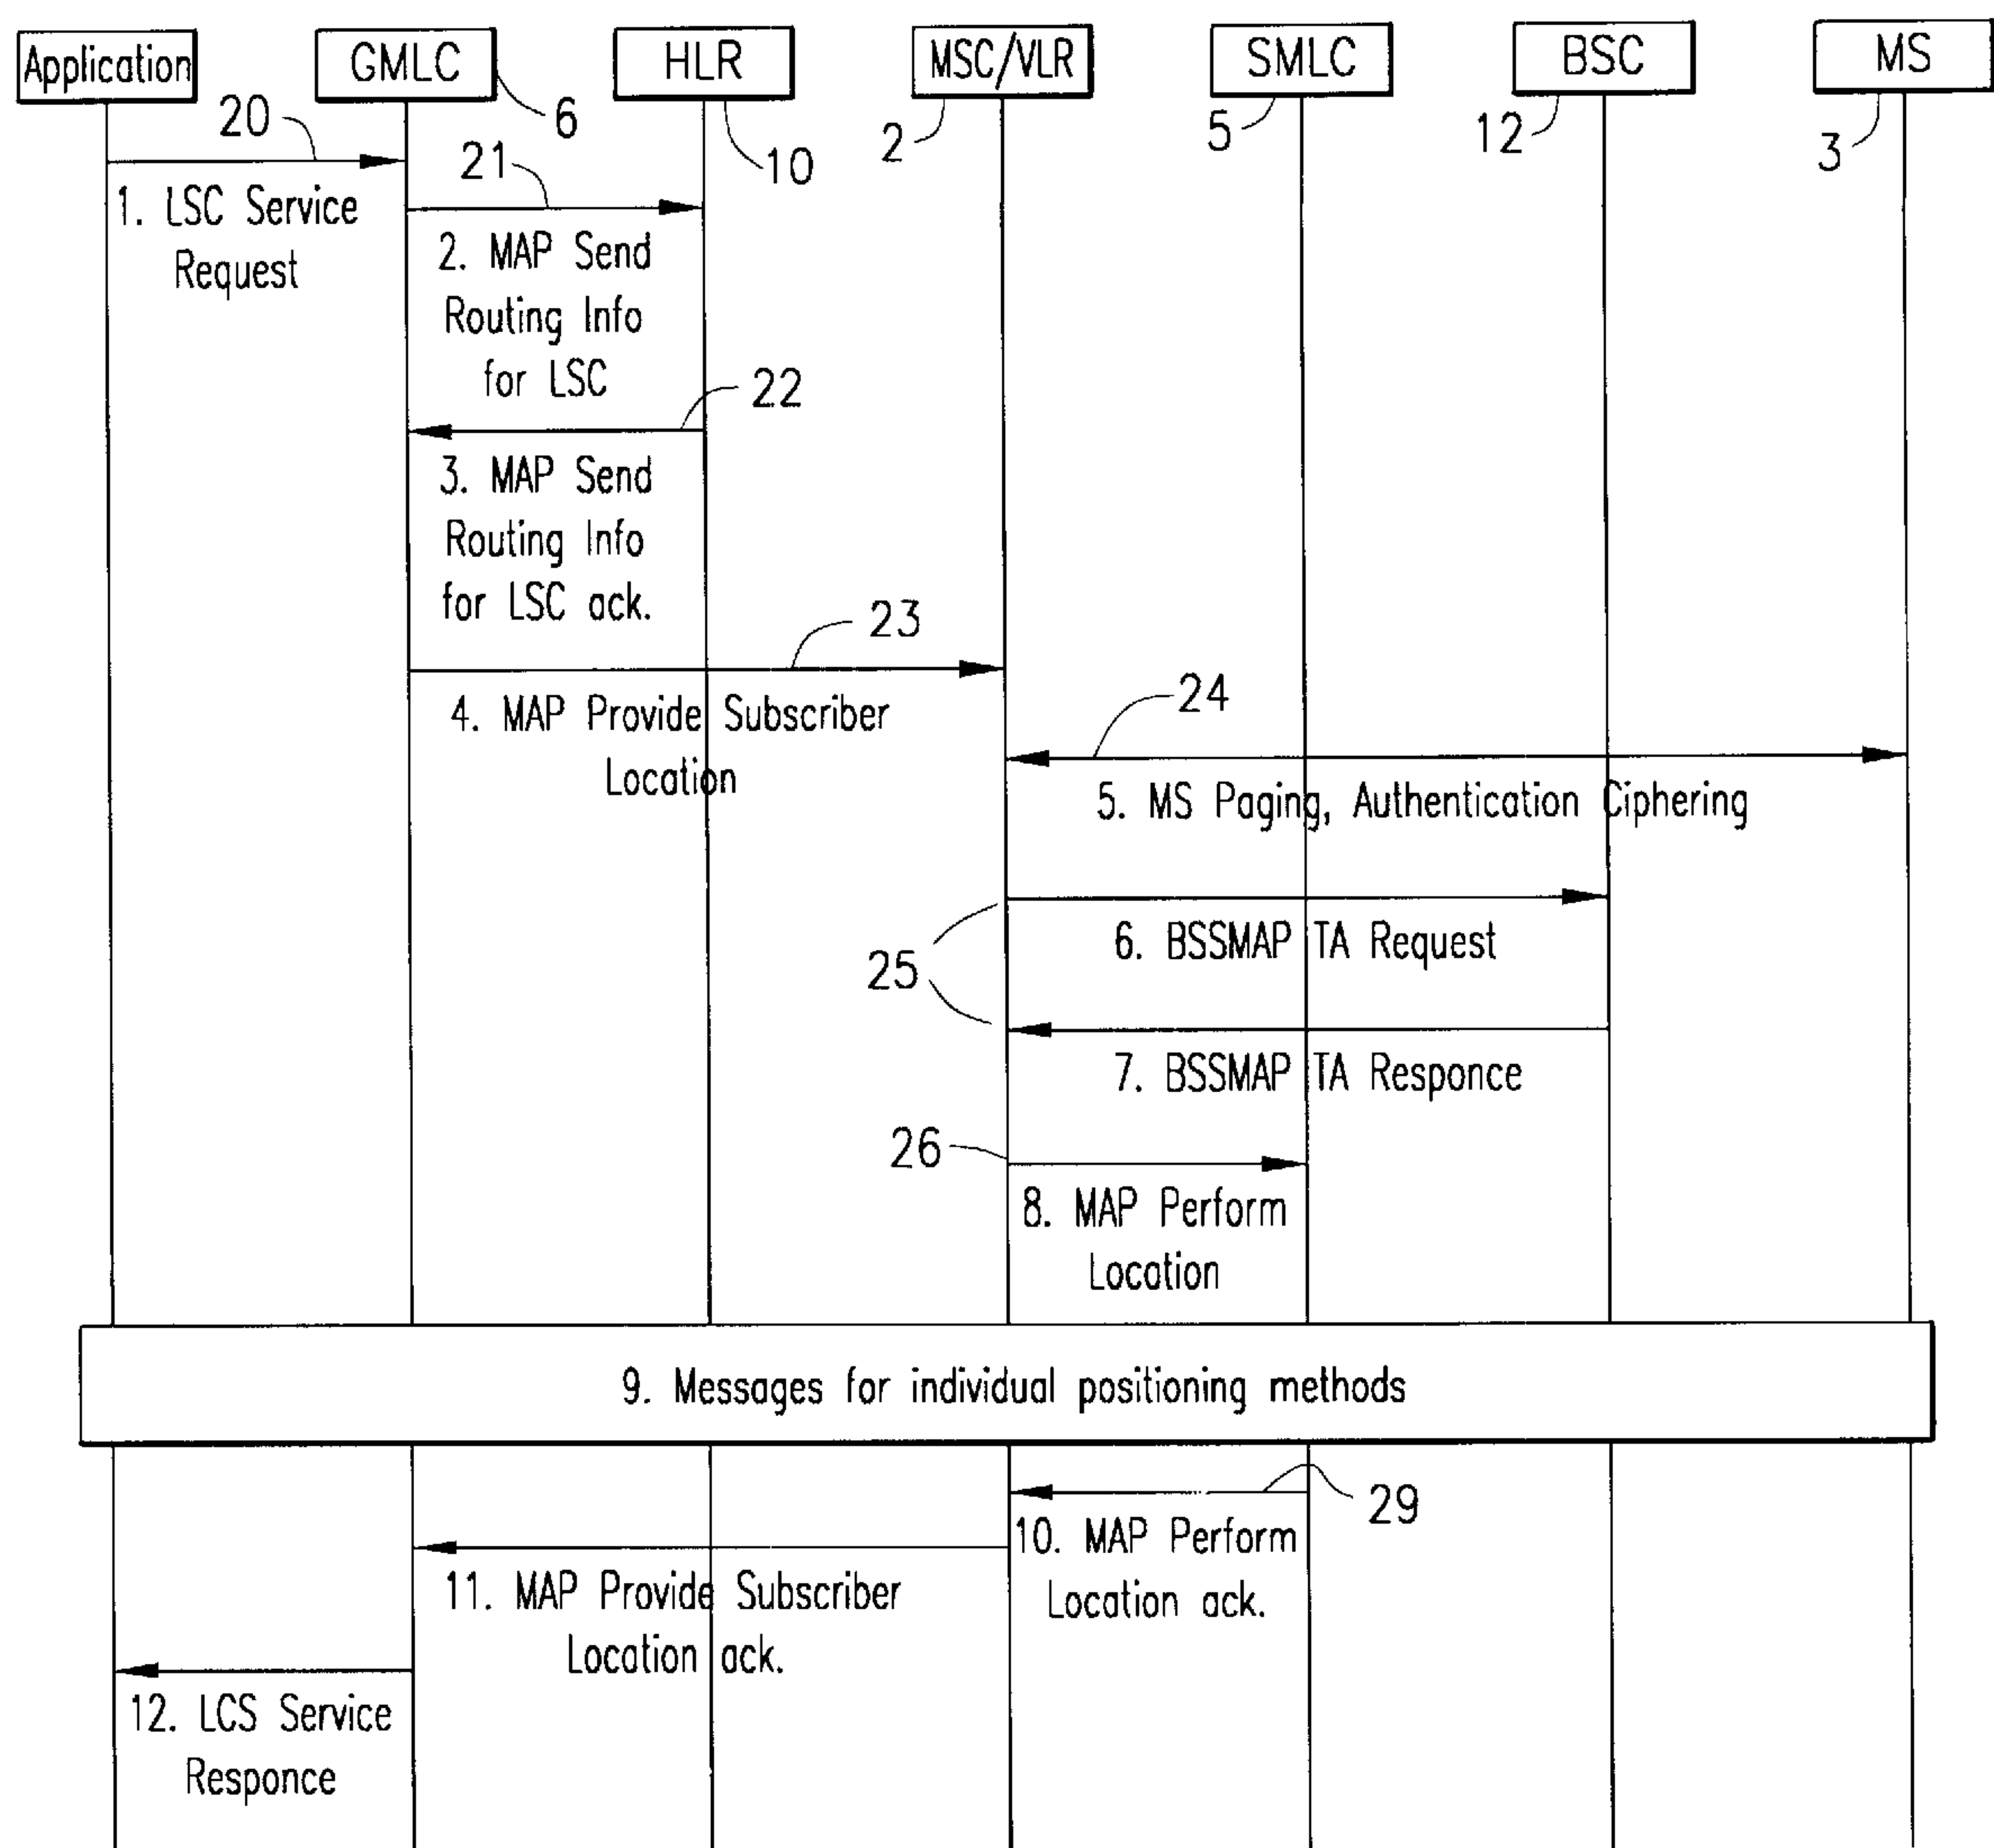 Application
GMLC
HLR
MSC/VLR
SMLC
BSC
MS
6
10
2
5
12
3
20
1. LSC Service
Request
21
2. MAP Send
Routing Info
for LSC
22
3. MAP Send
Routing Info
for LSC ack.
23
4. MAP Provide Subscriber
Location
24
5. MS Paging, Authentication Ciphering
25
6. BSSMAP TA Request
7. BSSMAP TA Responce
26
8. MAP Perform
Location
9. Messages for individual positioning methods
29
10. MAP Perform
Location ack.
11. MAP Provide Subscriber
Location ack.
12. LCS Service
Responce